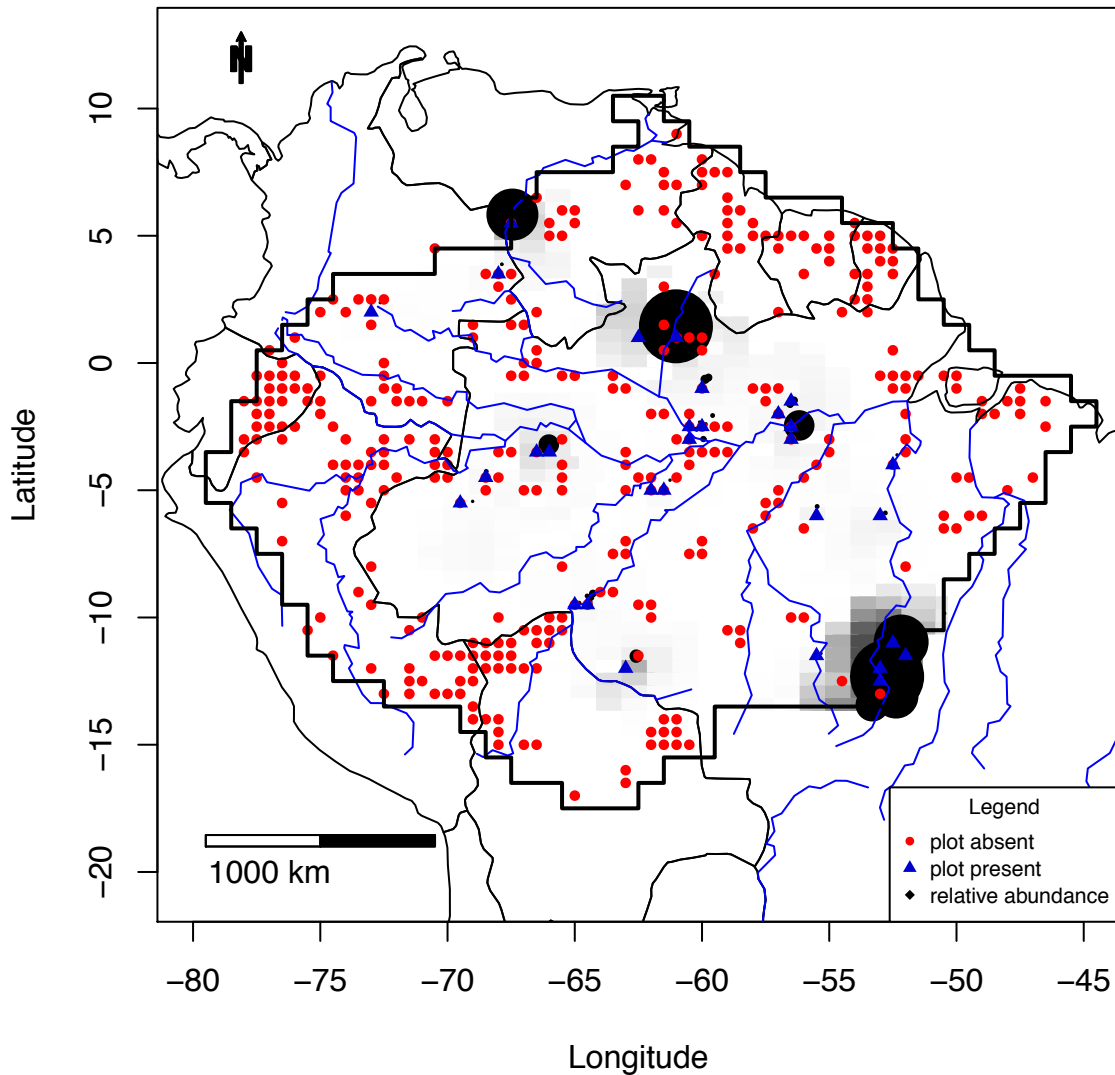 N
10
5
0
−5
−10
−15
−20
Latitude
1000 km
Legend
plot absent
plot present
relative abundance
−80
−75
−70
−65
−60
−55
−50
−45
Longitude